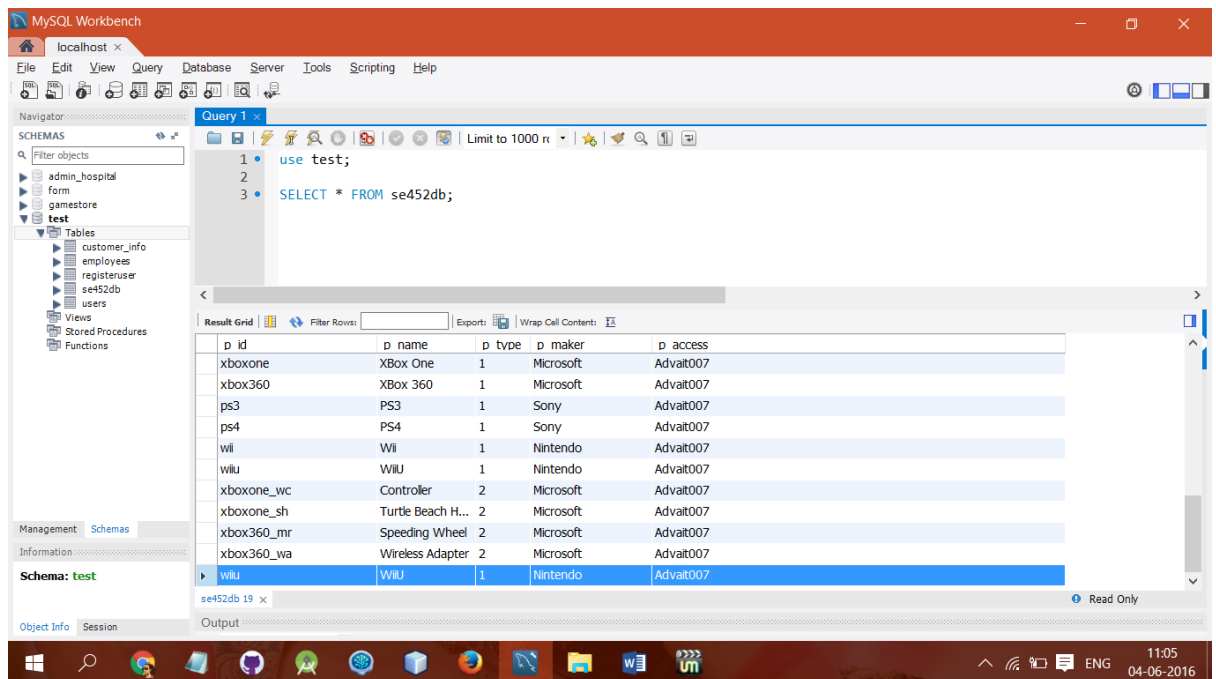 MySQL Workbench
localhost ×
File Edit View Query Database Server Tools Scripting Help
Navigator
SCHEMAS
Filter objects
admin_hospital
form
gamestore
test
Tables
customer_info
employees
registeruser
se452db
users
Views
Stored Procedures
Functions
Management Schemas
Information
Schema: test
Object Info Session
Query 1 ×
Limit to 1000 rc
1 use test;
2
3 SELECT * FROM se452db;
Result Grid Filter Rows: Export: Wrap Cell Content:
p_id p_name p_type p_maker p_access
xboxone XBox One 1 Microsoft Advait007
xbox360 XBox 360 1 Microsoft Advait007
ps3 PS3 1 Sony Advait007
ps4 PS4 1 Sony Advait007
wii Wii 1 Nintendo Advait007
wiiu WiiU 1 Nintendo Advait007
xboxone_wc Controller 2 Microsoft Advait007
xboxone_sh Turtle Beach H... 2 Microsoft Advait007
xbox360_mr Speeding Wheel 2 Microsoft Advait007
xbox360_wa Wireless Adapter 2 Microsoft Advait007
wiiu WiiU 1 Nintendo Advait007
se452db 19 ×
Read Only
Output
ENG
11:05
04-06-2016